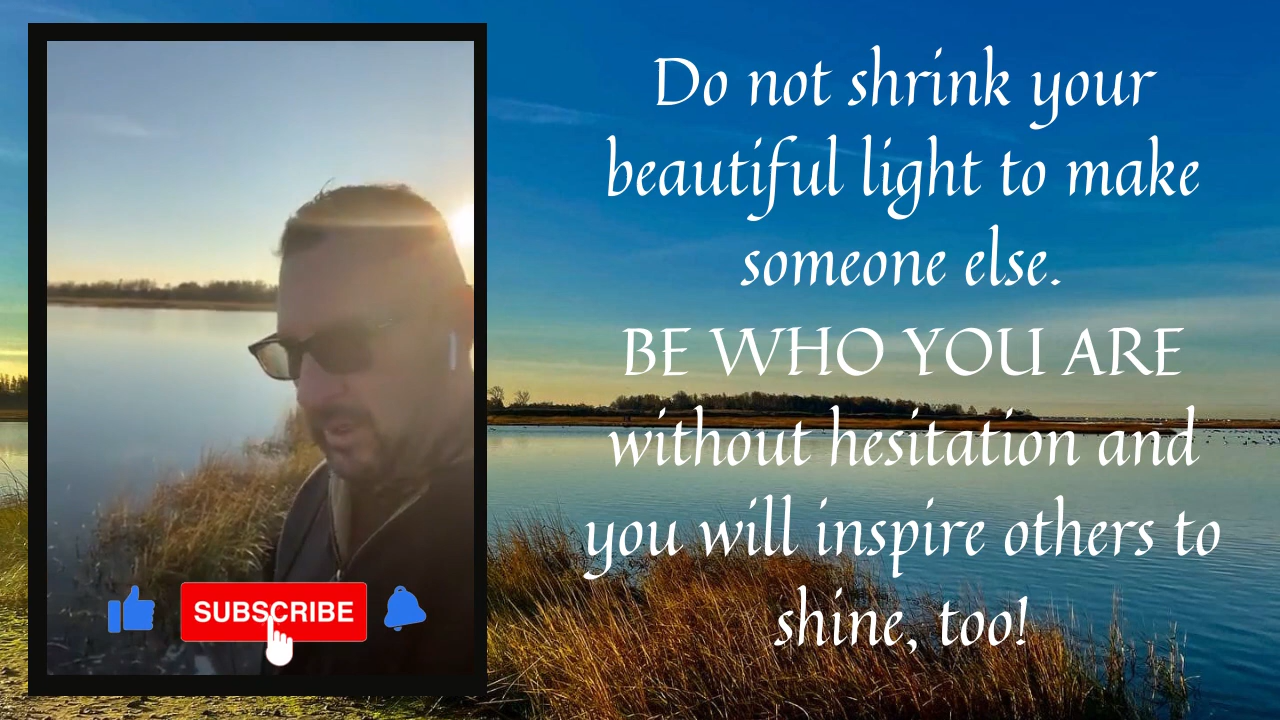 Do not shrink your
beautiful light to make
someone else.
BE WHO YOU ARE
without hesitation and
you will inspire others to
shine, too!
SUBSCRIBE